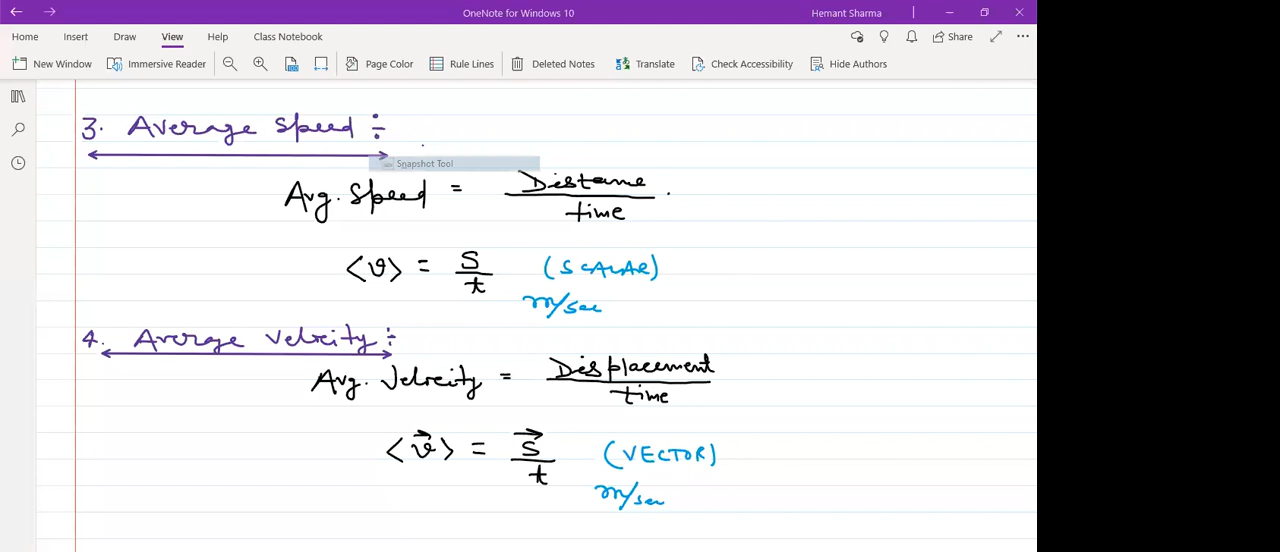 OneNote for Windows 10
Hemant Sharma
Home Insert Draw View Help Class Notebook
Share
New Window Immersive Reader Page Color Rule Lines Deleted Notes Translate Check Accessibility Hide Authors
3. Average Speed ÷
Snapshot Tool
Avg. Speed = Distance / time
<v> = S / t (SCALAR)
m/sec
4. Average Velocity ÷
Avg. Velocity = Displacement / time
<v⃗> = S⃗ / t (VECTOR)
m/sec